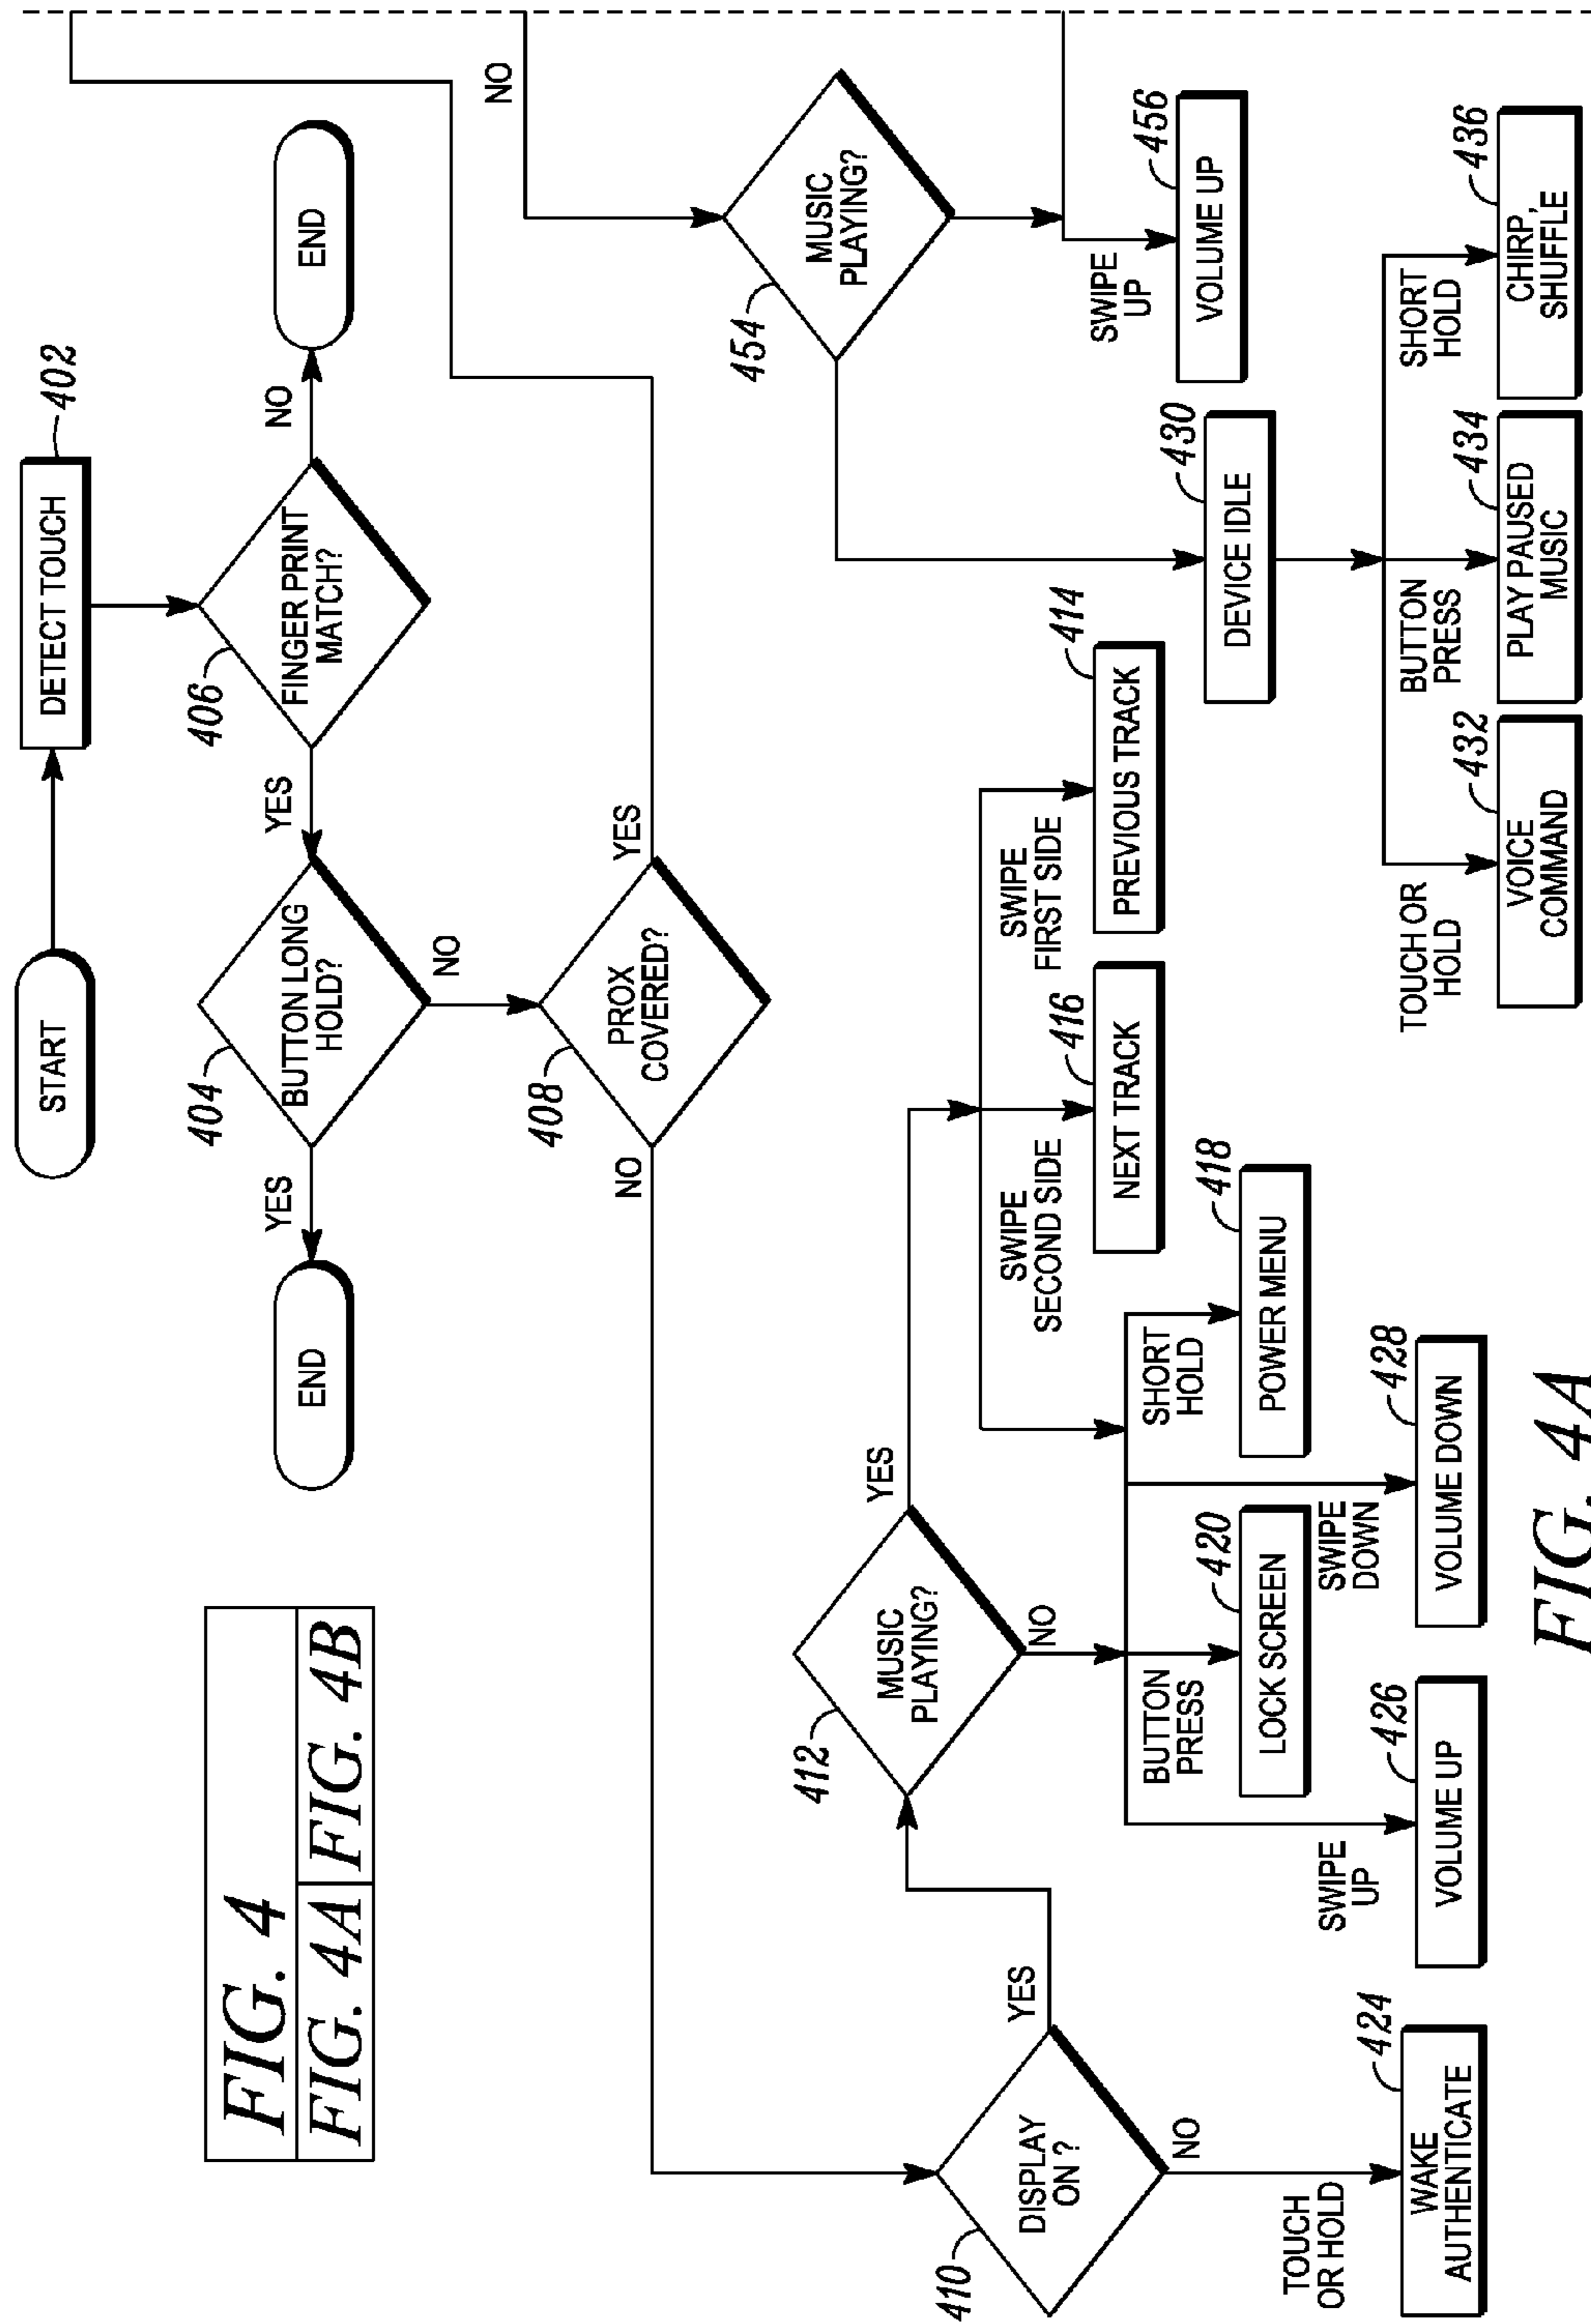 FIG. 4
FIG. 4A
FIG. 4B
START
DETECT TOUCH
402
FINGER PRINT
MATCH?
406
NO
END
YES
BUTTON LONG
HOLD?
404
YES
END
NO
PROX
COVERED?
408
YES
NO
DISPLAY
ON ?
410
YES
NO
TOUCH
OR HOLD
WAKE
AUTHENTICATE
424
MUSIC
PLAYING?
412
YES
NO
SWIPE
UP
VOLUME UP
426
BUTTON
PRESS
LOCK SCREEN
420
SWIPE
DOWN
VOLUME DOWN
428
SHORT
HOLD
POWER MENU
418
SWIPE
SECOND SIDE
NEXT TRACK
416
SWIPE
FIRST SIDE
PREVIOUS TRACK
414
NO
MUSIC
PLAYING?
454
SWIPE
UP
VOLUME UP
456
DEVICE IDLE
430
TOUCH OR
HOLD
VOICE
COMMAND
432
BUTTON
PRESS
PLAY PAUSED
MUSIC
434
SHORT
HOLD
CHIRP,
SHUFFLE
436
FIG. 4A